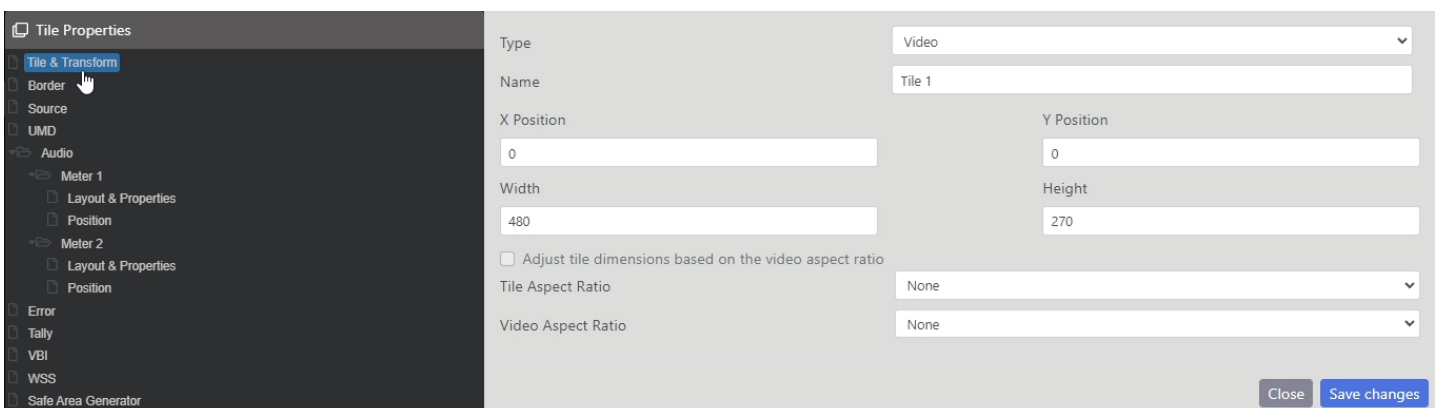 Tile Properties
Tile & Transform
Border
Source
UMD
Audio
Meter 1
Layout & Properties
Position
Meter 2
Layout & Properties
Position
Error
Tally
VBI
WSS
Safe Area Generator
Type
Video
Name
Tile 1
X Position
Y Position
0
0
Width
Height
480
270
Adjust tile dimensions based on the video aspect ratio
Tile Aspect Ratio
None
Video Aspect Ratio
None
Close
Save changes